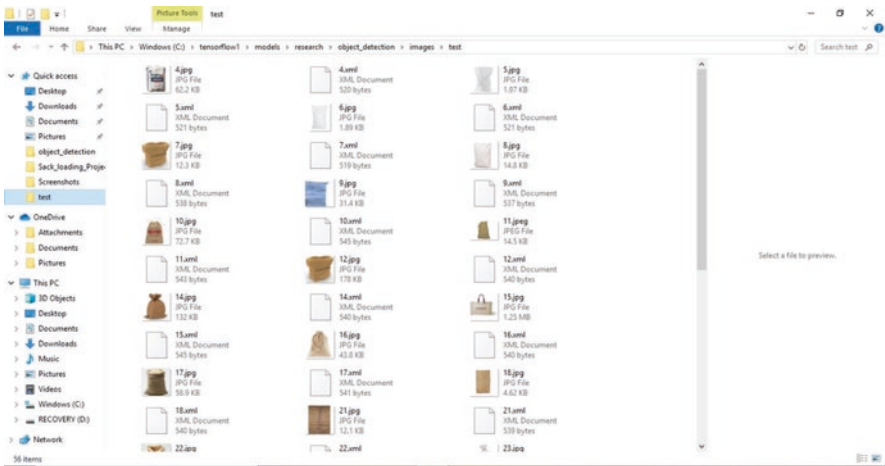 Picture Tools test
File Home Share View Manage
This PC > Windows (C:) > tensorflow1 > models > research > object_detection > images > test
Search test
Quick access
Desktop
Downloads
Documents
Pictures
object_detection
Sack_loading_Proje
Screenshots
test
OneDrive
Attachments
Documents
Pictures
This PC
3D Objects
Desktop
Documents
Downloads
Music
Pictures
Videos
Windows (C:)
RECOVERY (D:)
Network
4.jpg
JPG File
62.2 KB
4.xml
XML Document
520 bytes
5.jpg
JPG File
1.97 KB
5.xml
XML Document
521 bytes
6.jpg
JPG File
1.89 KB
6.xml
XML Document
521 bytes
7.jpg
JPG File
12.3 KB
7.xml
XML Document
519 bytes
8.jpg
JPG File
14.8 KB
8.xml
XML Document
538 bytes
9.jpg
JPG File
31.4 KB
9.xml
XML Document
537 bytes
10.jpg
JPG File
72.7 KB
10.xml
XML Document
545 bytes
11.jpeg
JPEG File
14.5 KB
11.xml
XML Document
543 bytes
12.jpg
JPG File
178 KB
12.xml
XML Document
540 bytes
14.jpg
JPG File
132 KB
14.xml
XML Document
540 bytes
15.jpg
JPG File
1.25 MB
15.xml
XML Document
545 bytes
16.jpg
JPG File
43.8 KB
16.xml
XML Document
540 bytes
17.jpg
JPG File
58.9 KB
17.xml
XML Document
541 bytes
18.jpg
JPG File
4.62 KB
18.xml
XML Document
540 bytes
21.jpg
JPG File
12.1 KB
21.xml
XML Document
539 bytes
22.jpg
22.xml
23.jpg
Select a file to preview.
56 items